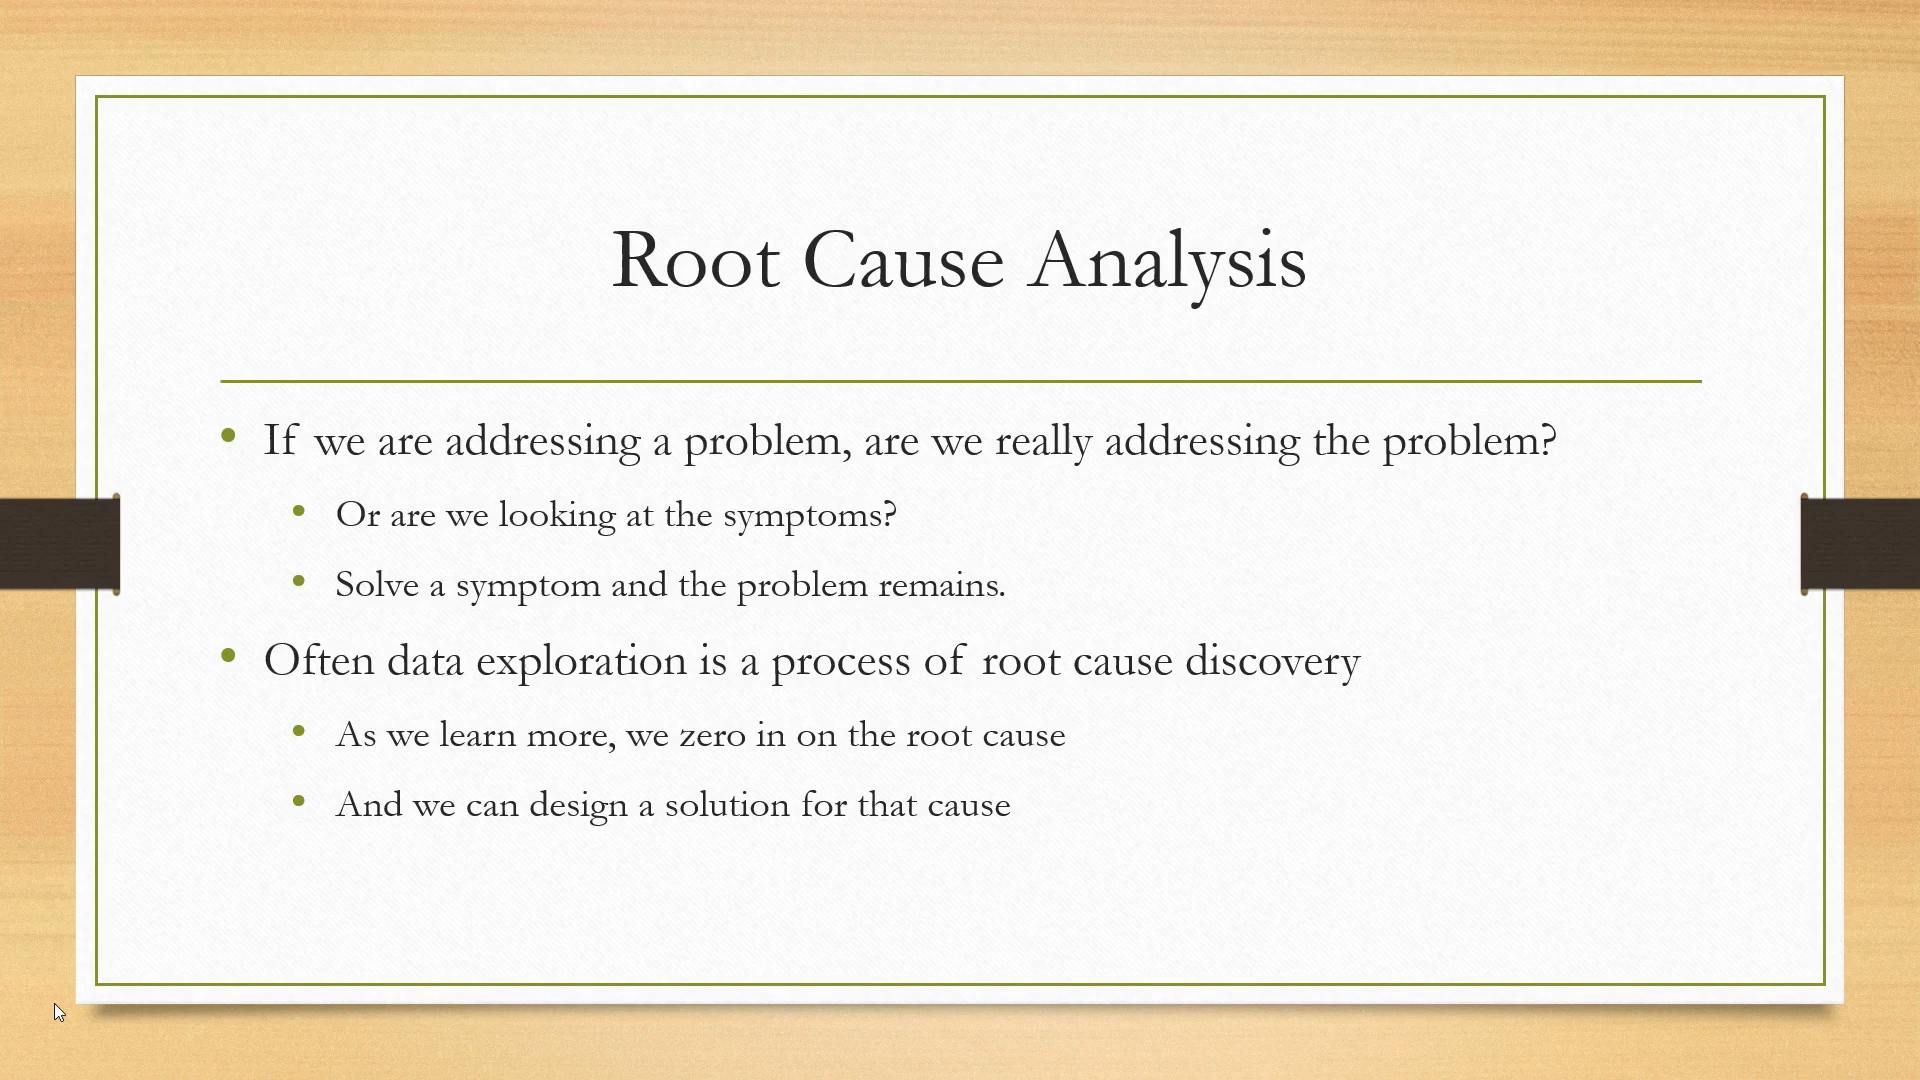 Root Cause Analysis
If we are addressing a problem, are we really addressing the problem?
Or are we looking at the symptoms?
Solve a symptom and the problem remains.
Often data exploration is a process of root cause discovery
As we learn more, we zero in on the root cause
And we can design a solution for that cause